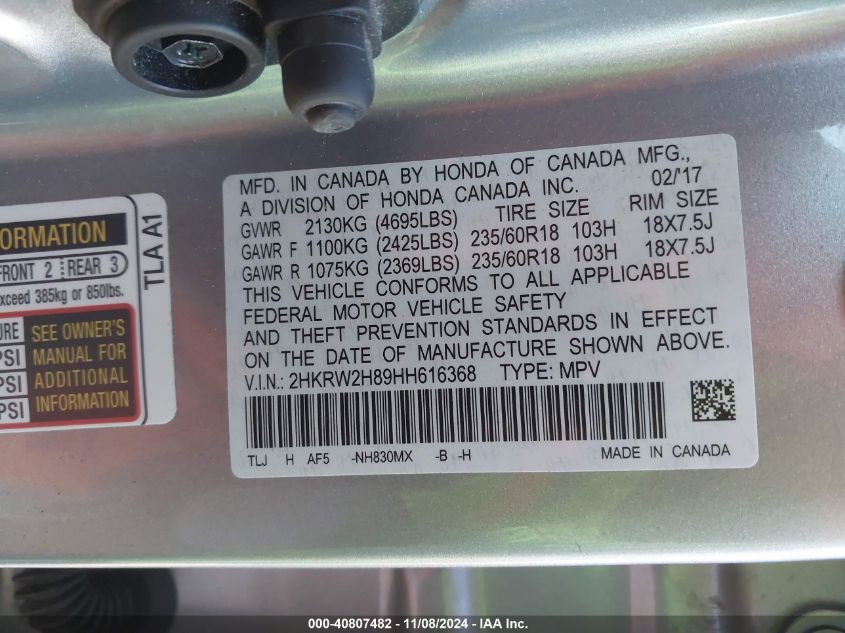 MFD. IN CANADA BY HONDA OF CANADA MFG.,
A DIVISION OF HONDA CANADA INC. 02/17
GVWR 2130KG (4695LBS) TIRE SIZE RIM SIZE
GAWR F 1100KG (2425LBS) 235/60R18 103H 18X7.5J
GAWR R 1075KG (2369LBS) 235/60R18 103H 18X7.5J
THIS VEHICLE CONFORMS TO ALL APPLICABLE
FEDERAL MOTOR VEHICLE SAFETY
AND THEFT PREVENTION STANDARDS IN EFFECT
ON THE DATE OF MANUFACTURE SHOWN ABOVE.
V.I.N.: 2HKRW2H89HH616368 TYPE: MPV
TLJ H AF5 -NH830MX -B -H MADE IN CANADA
ORMATION
FRONT 2 REAR 3
xceed 385kg or 850lbs.
URE
PSI
PSI
PSI
SEE OWNER'S
MANUAL FOR
ADDITIONAL
INFORMATION
TLA A1
000-40807482 - 11/08/2024 - IAA Inc.